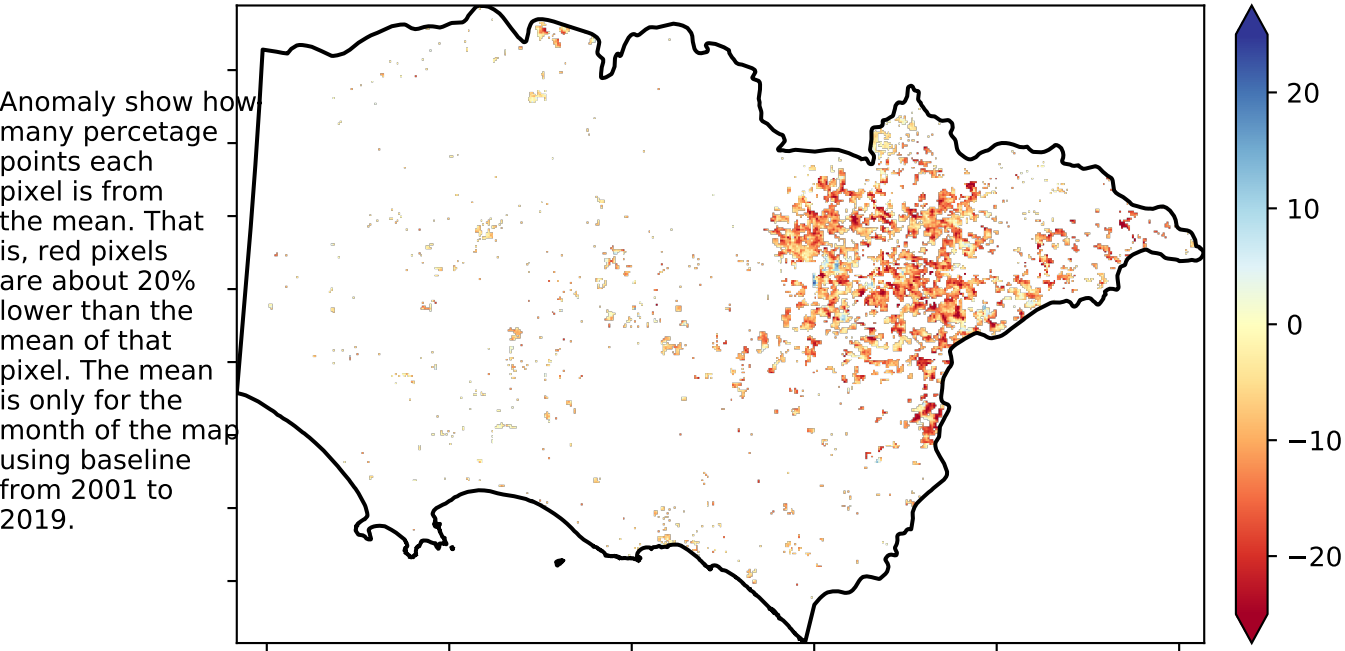 Anomaly show how
many percetage
points each
pixel is from
the mean. That
is, red pixels
are about 20%
lower than the
mean of that
pixel. The mean
is only for the
month of the map
using baseline
from 2001 to
2019.
20
10
0
−10
−20